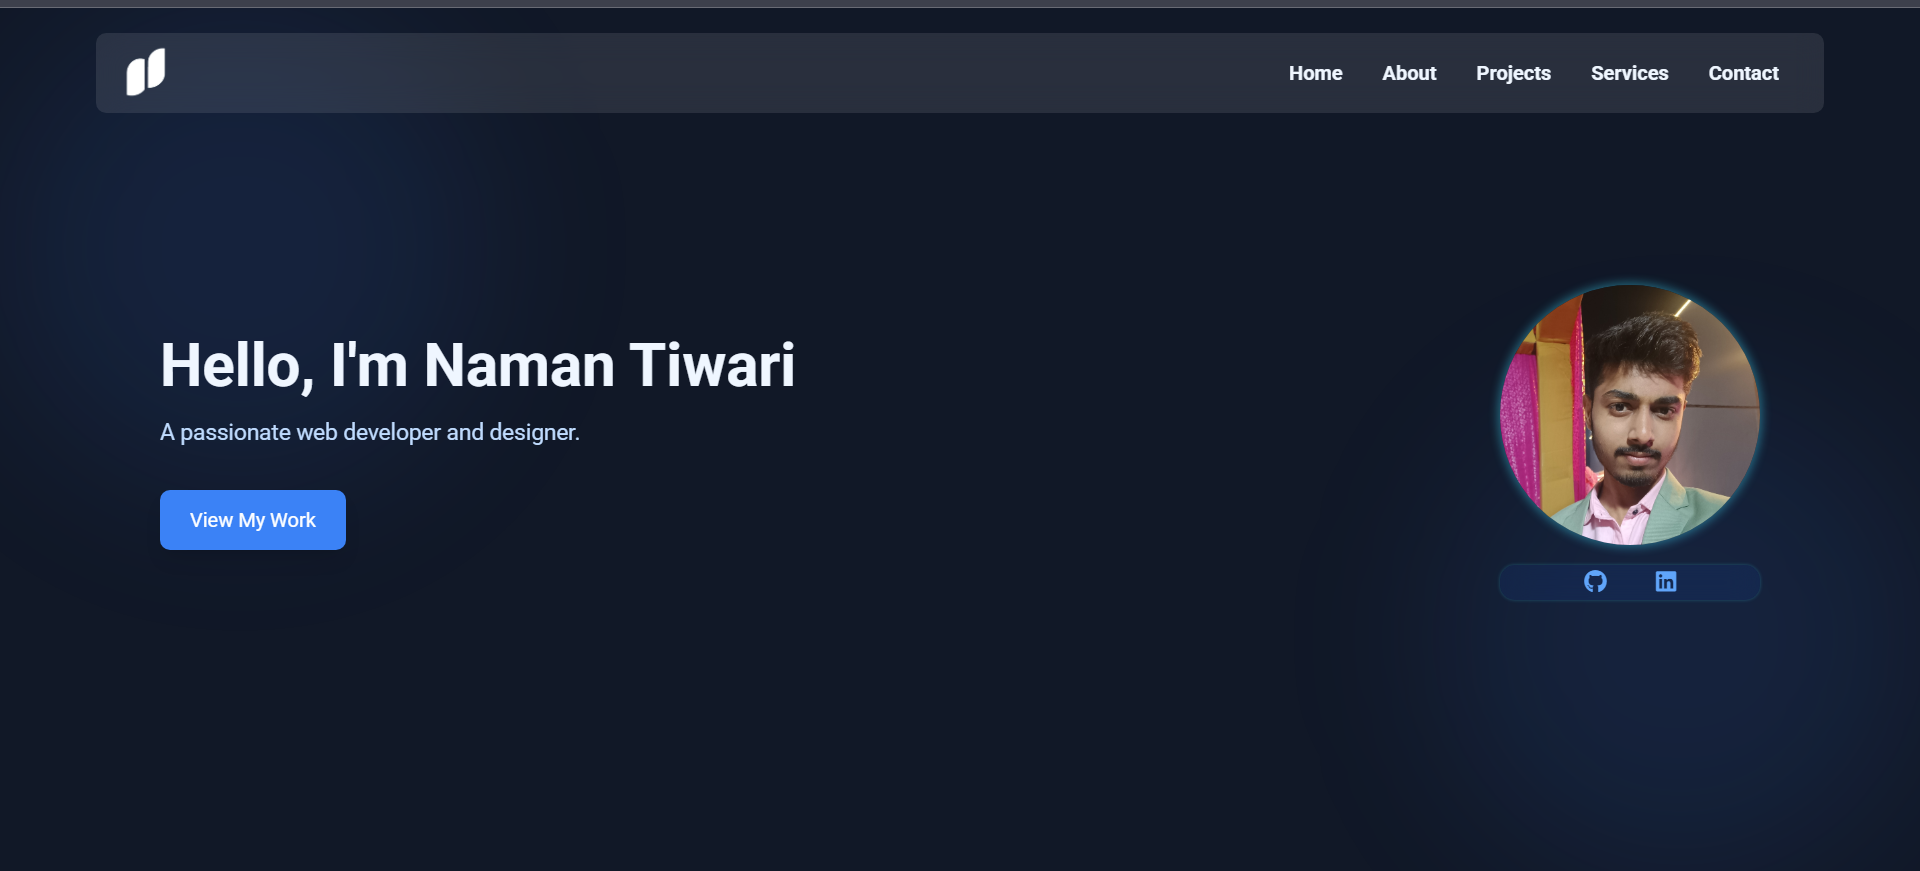 Home About Projects Services Contact
Hello, I'm Naman Tiwari
A passionate web developer and designer.
View My Work